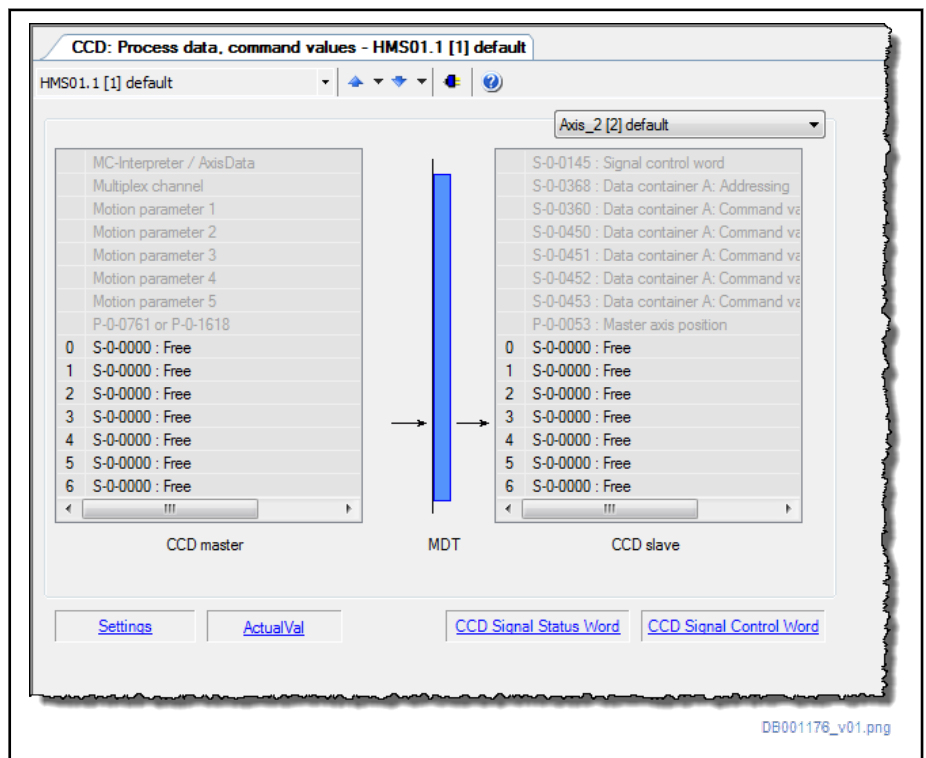 CCD: Process data, command values - HMS01.1 [1] default
HMS01.1 [1] default
Axis_2 [2] default
MC-Interpreter / AxisData
Multiplex channel
Motion parameter 1
Motion parameter 2
Motion parameter 3
Motion parameter 4
Motion parameter 5
P-0-0761 or P-0-1618
0 S-0-0000 : Free
1 S-0-0000 : Free
2 S-0-0000 : Free
3 S-0-0000 : Free
4 S-0-0000 : Free
5 S-0-0000 : Free
6 S-0-0000 : Free
CCD master
MDT
S-0-0145 : Signal control word
S-0-0368 : Data container A: Addressing
S-0-0360 : Data container A: Command va
S-0-0450 : Data container A: Command va
S-0-0451 : Data container A: Command va
S-0-0452 : Data container A: Command va
S-0-0453 : Data container A: Command va
P-0-0053 : Master axis position
0 S-0-0000 : Free
1 S-0-0000 : Free
2 S-0-0000 : Free
3 S-0-0000 : Free
4 S-0-0000 : Free
5 S-0-0000 : Free
6 S-0-0000 : Free
CCD slave
Settings
ActualVal
CCD Signal Status Word
CCD Signal Control Word
DB001176_v01.png